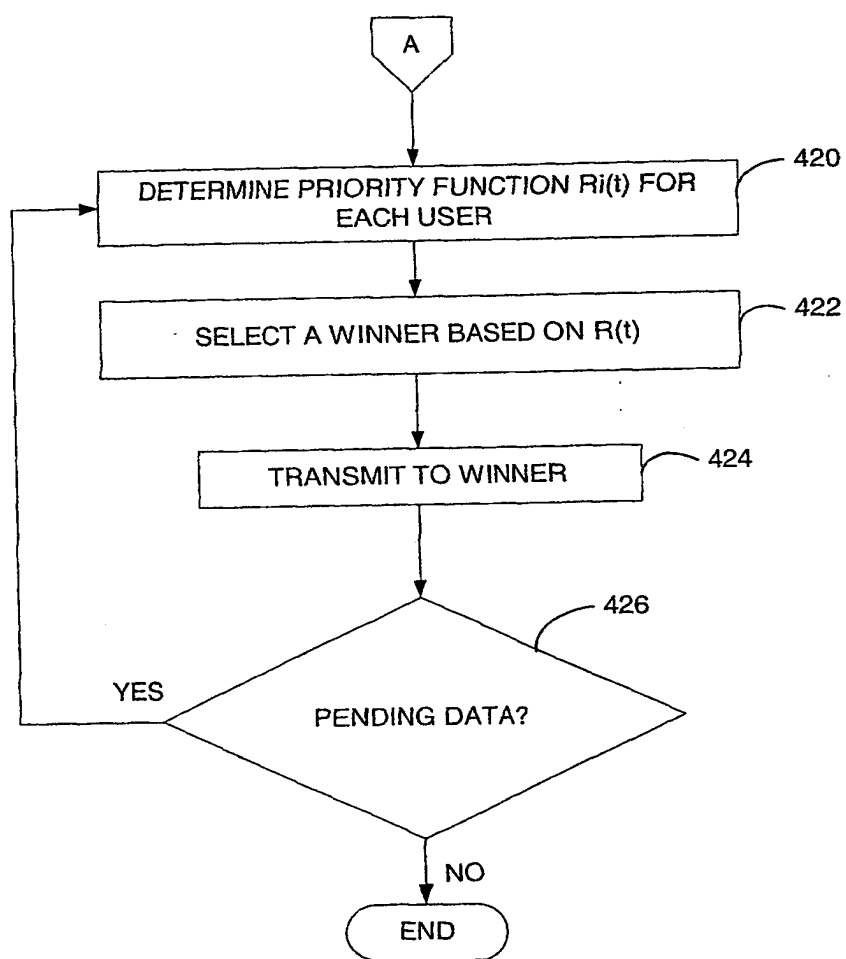 A
DETERMINE PRIORITY FUNCTION Ri(t) FOR
EACH USER
420
SELECT A WINNER BASED ON R(t)
422
TRANSMIT TO WINNER
424
426
YES
PENDING DATA?
NO
END